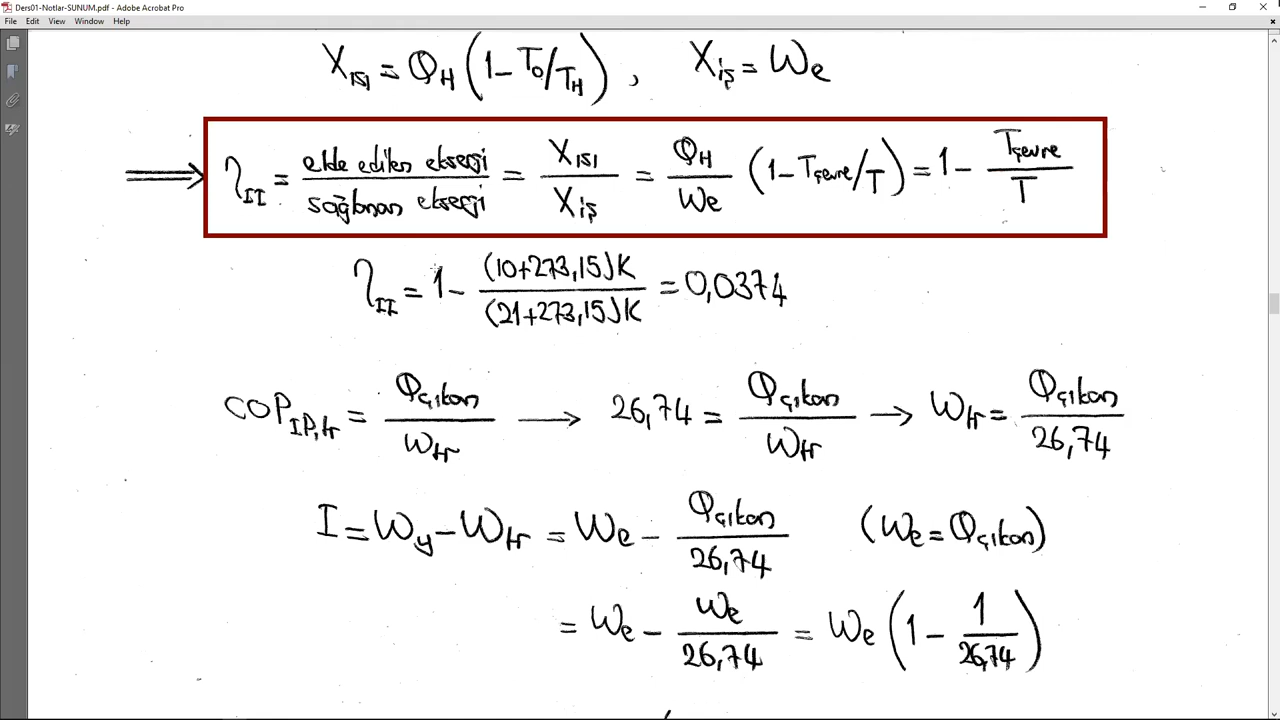 Ders01-Notlar-SUNUM.pdf - Adobe Acrobat Pro
File Edit View Window Help
X_ISI = Q_H (1 - T_0/T_H) , X_iş = W_e
⟹ η_II = elde edilen ekserji / sağlanan ekserji = X_ISI / X_iş = Q_H / W_e (1 - T_çevre/T) = 1 - T_çevre / T
η_II = 1 - (10+273,15)K / (21+273,15)K = 0,0374
COP_IP,tr = Q_çıkan / W_tr → 26,74 = Q_çıkan / W_tr → W_tr = Q_çıkan / 26,74
I = W_y - W_tr = W_e - Q_çıkan / 26,74 (W_e = Q_çıkan)
= W_e - W_e / 26,74 = W_e (1 - 1 / 26,74)